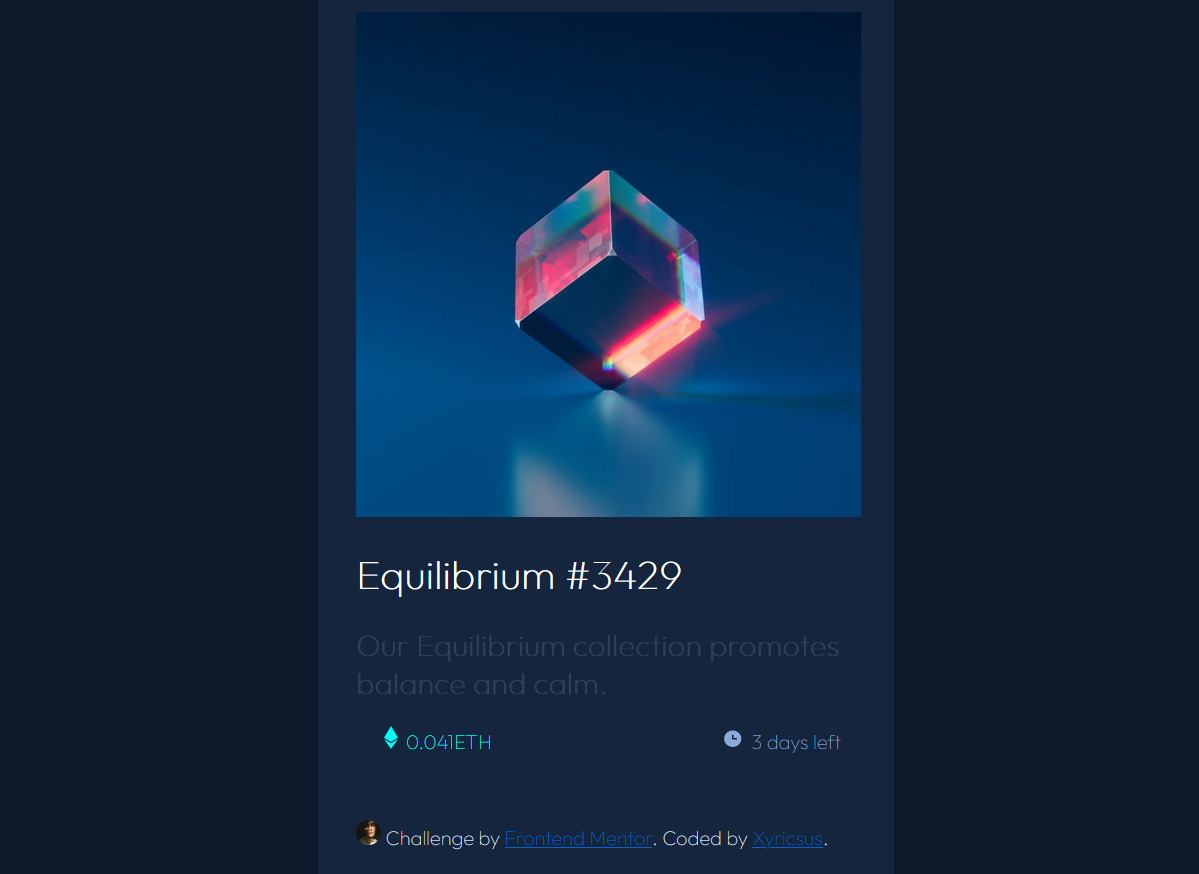 Equilibrium #3429
Our Equilibrium collection promotes
balance and calm.
0.041ETH
3 days left
Challenge by Frontend Mentor. Coded by Xyricsus.